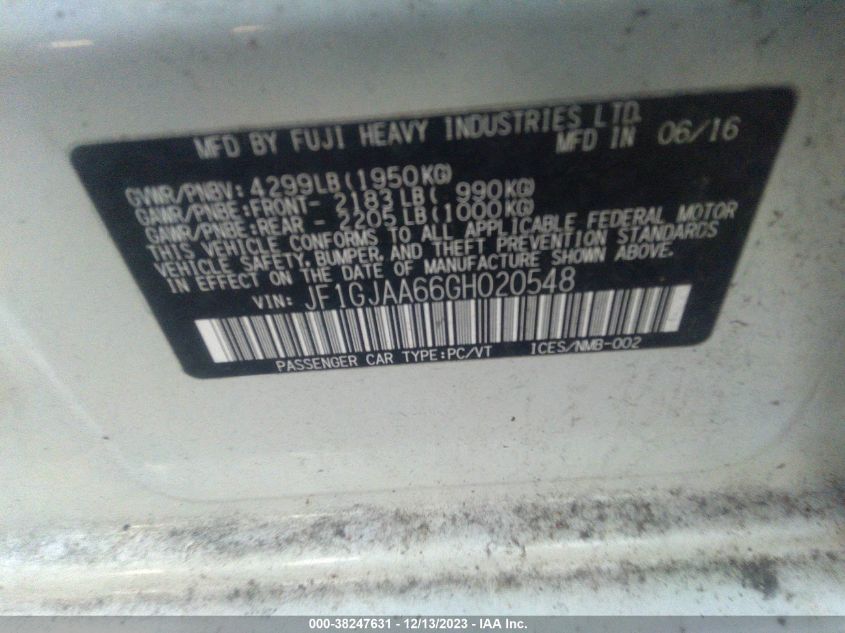 MFD BY FUJI HEAVY INDUSTRIES LTD.
MFD IN 06/16
GVWR/PNBV: 4299LB(1950KG)
GAWR/PNBE:FRONT- 2183LB( 990KG)
GAWR/PNBE:REAR - 2205LB(1000KG)
THIS VEHICLE CONFORMS TO ALL APPLICABLE FEDERAL MOTOR
VEHICLE SAFETY, BUMPER, AND THEFT PREVENTION STANDARDS
IN EFFECT ON THE DATE OF MANUFACTURE SHOWN ABOVE.
VIN: JF1GJAA66GH020548
PASSENGER CAR TYPE:PC/VT ICES/NMB-002
000-38247631 - 12/13/2023 - IAA Inc.